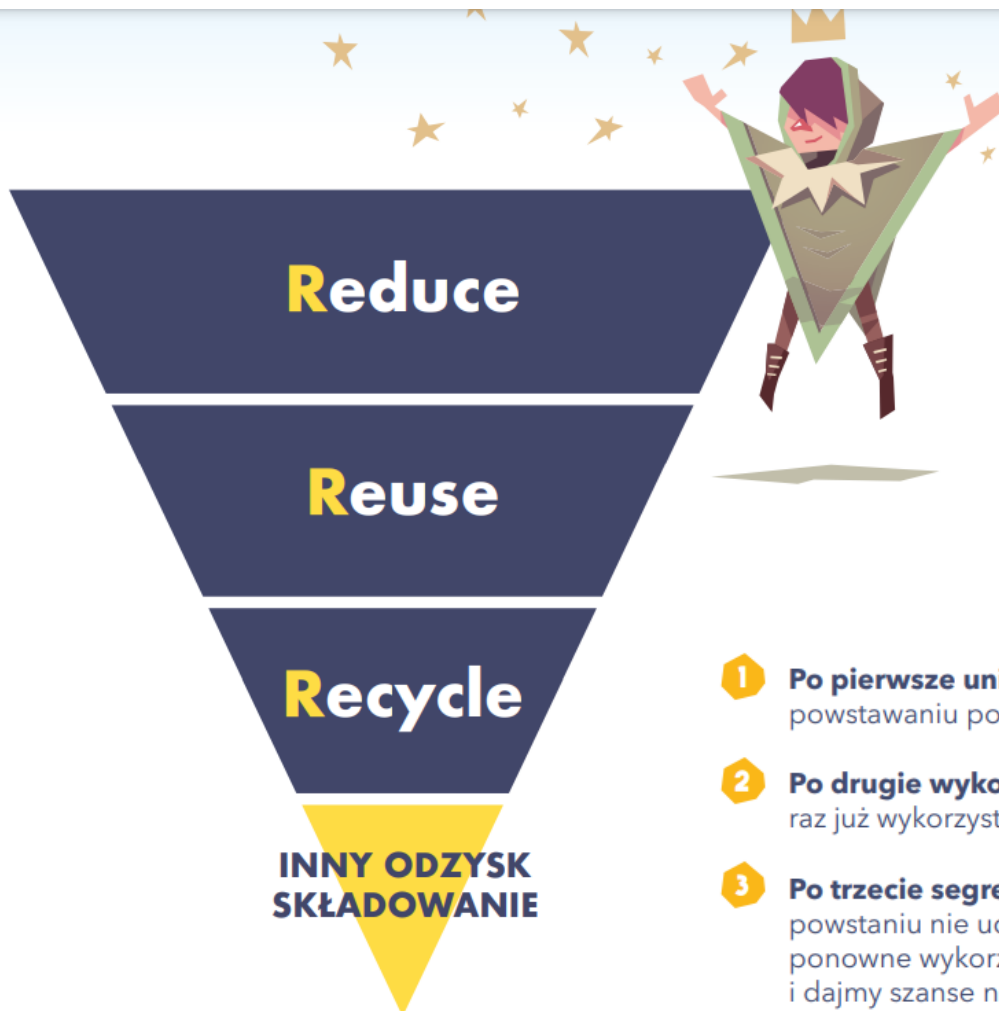 Reduce
Reuse
Recycle
INNY ODZYSK
SKŁADOWANIE
1 Po pierwsze
powstawaniu
2 Po drugie
raz już
3 Po trzecie
powstaniu nie
ponowne
i dajmy szanse